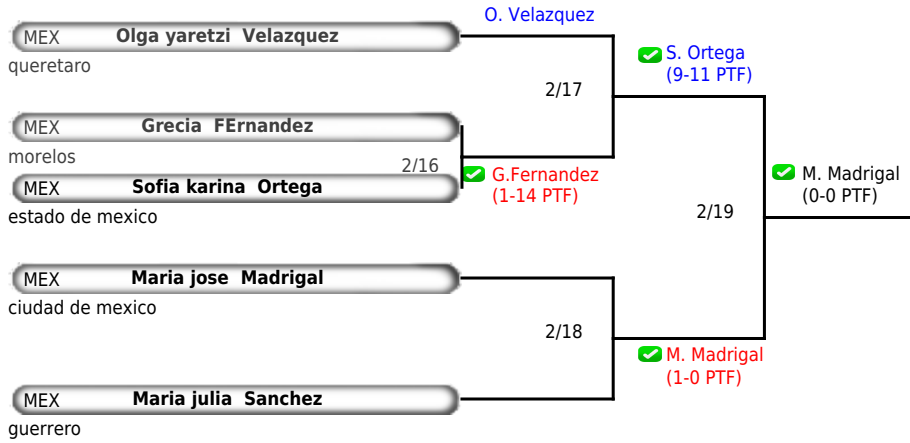 O. Velazquez
MEX Olga yaretzi Velazquez
queretaro
S. Ortega
(9-11 PTF)
2/17
MEX Grecia FErnandez
morelos
2/16
G.Fernandez
(1-14 PTF)
MEX Sofia karina Ortega
estado de mexico
M. Madrigal
(0-0 PTF)
2/19
MEX Maria jose Madrigal
ciudad de mexico
2/18
M. Madrigal
(1-0 PTF)
MEX Maria julia Sanchez
guerrero